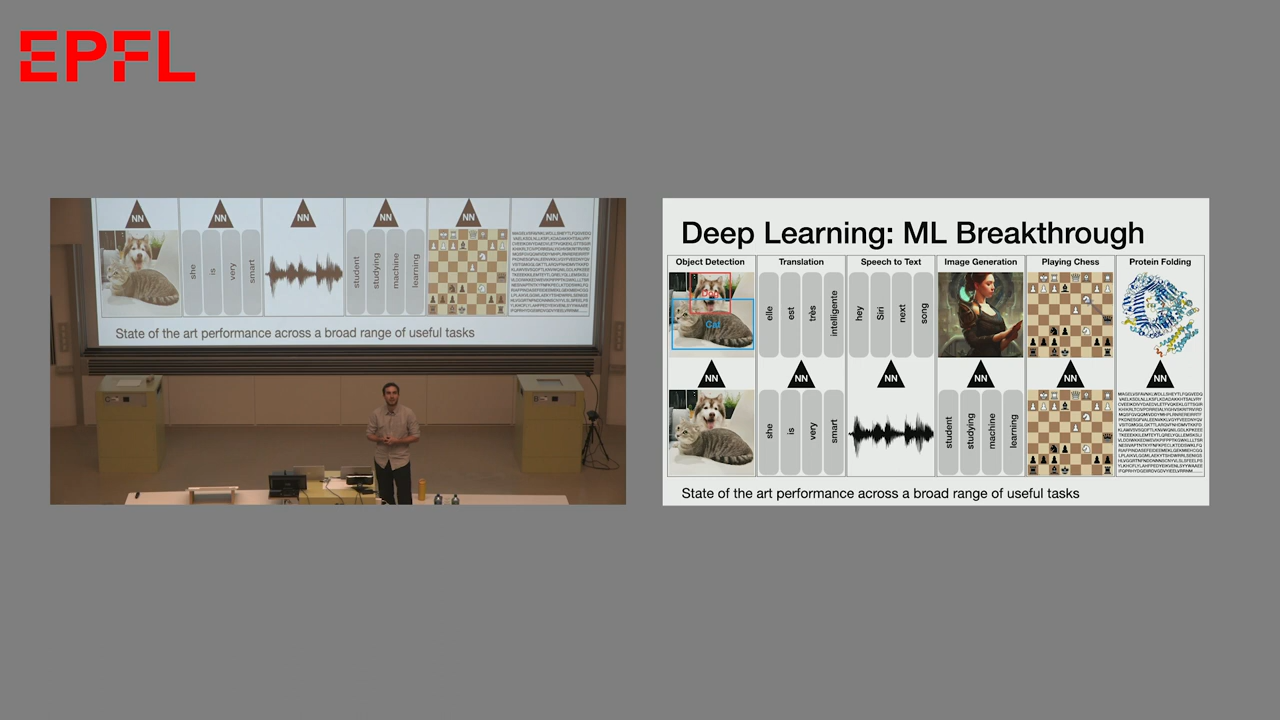 EPFL
NN NN NN NN NN NN
she is very smart
student studying machine learning
State of the art performance across a broad range of useful tasks
Deep Learning: ML Breakthrough
Object Detection Translation Speech to Text Image Generation Playing Chess Protein Folding
Cat
elle est très intelligente
hey Siri next song
NN NN NN NN NN NN
she is very smart
student studying machine learning
State of the art performance across a broad range of useful tasks